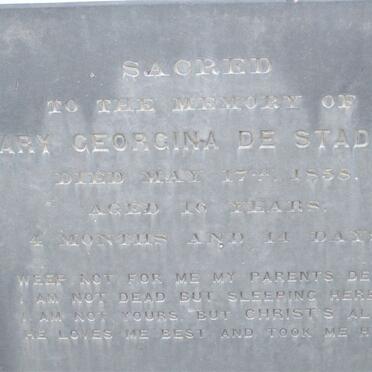 SACRED
TO THE MEMORY OF
ARY GEORGINA DE STAD
DIED MAY 17TH, 1858.
AGED 16 YEARS.
4 MONTHS AND 11 DAY
WEEP NOT FOR ME MY PARENTS DE
I AM NOT DEAD BUT SLEEPING HERE
I AM NOT YOURS, BUT CHRIST'S AL
HE LOVES ME BEST AND TOOK ME H